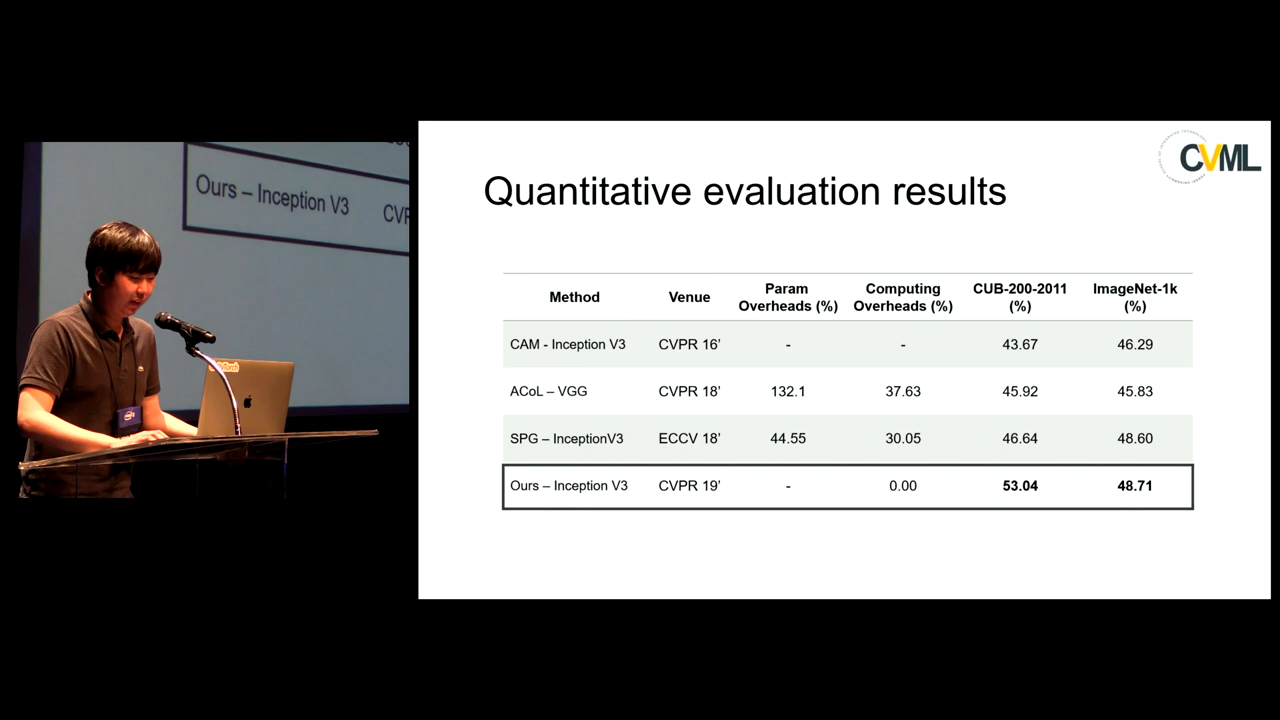 Ours – Inception V3
CVPR
CVML
Quantitative evaluation results
Method Venue Param Overheads (%) Computing Overheads (%) CUB-200-2011 (%) ImageNet-1k (%)
CAM - Inception V3 CVPR 16’ - - 43.67 46.29
ACoL – VGG CVPR 18’ 132.1 37.63 45.92 45.83
SPG – InceptionV3 ECCV 18’ 44.55 30.05 46.64 48.60
Ours – Inception V3 CVPR 19’ - 0.00 53.04 48.71